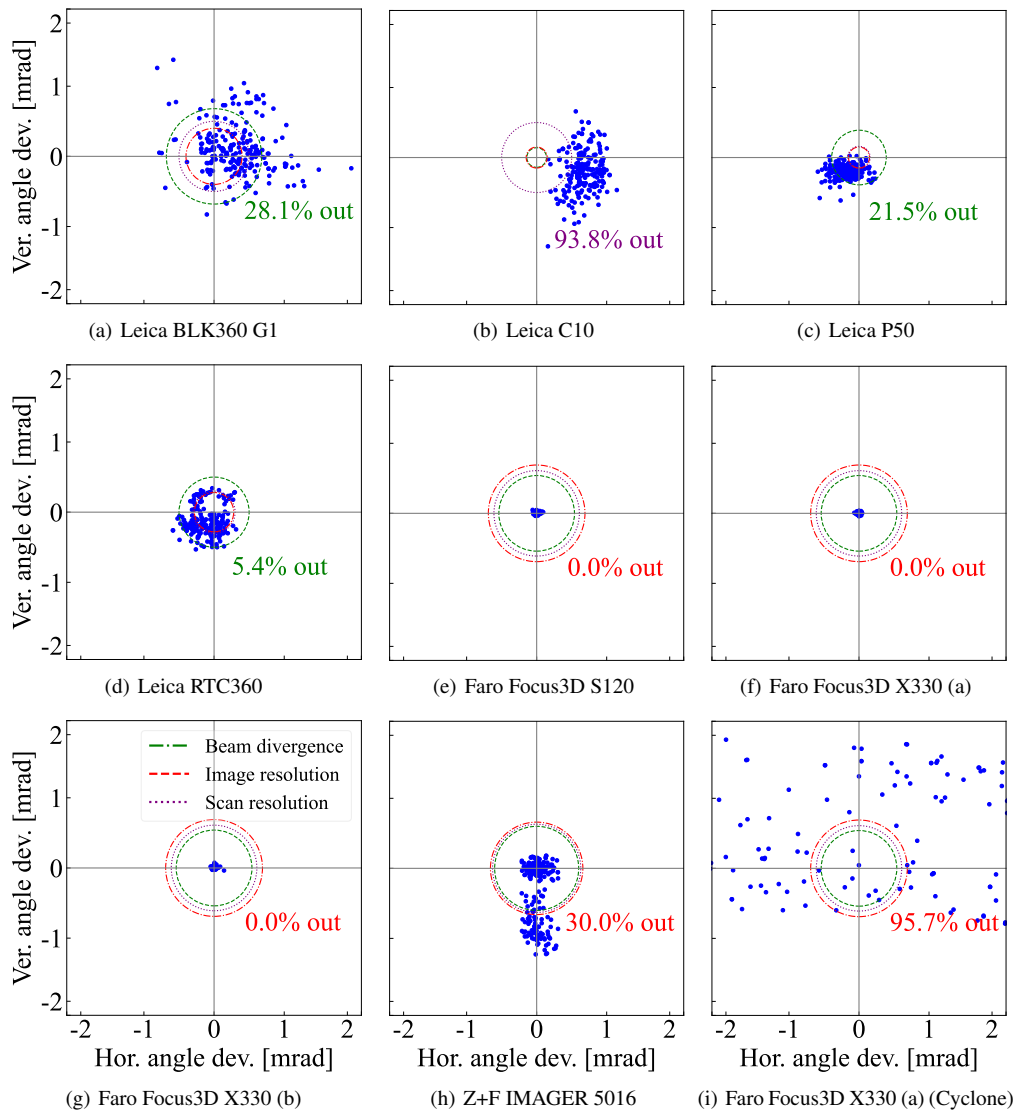 2
1
0
-1
-2
Ver. angle dev. [mrad]
28.1% out
93.8% out
21.5% out
(a) Leica BLK360 G1
(b) Leica C10
(c) Leica P50
2
1
0
-1
-2
Ver. angle dev. [mrad]
5.4% out
0.0% out
0.0% out
(d) Leica RTC360
(e) Faro Focus3D S120
(f) Faro Focus3D X330 (a)
2
1
0
-1
-2
Ver. angle dev. [mrad]
Beam divergence
Image resolution
Scan resolution
0.0% out
30.0% out
95.7% out
-2 -1 0 1 2
-2 -1 0 1 2
-2 -1 0 1 2
Hor. angle dev. [mrad]
Hor. angle dev. [mrad]
Hor. angle dev. [mrad]
(g) Faro Focus3D X330 (b)
(h) Z+F IMAGER 5016
(i) Faro Focus3D X330 (a) (Cyclone)